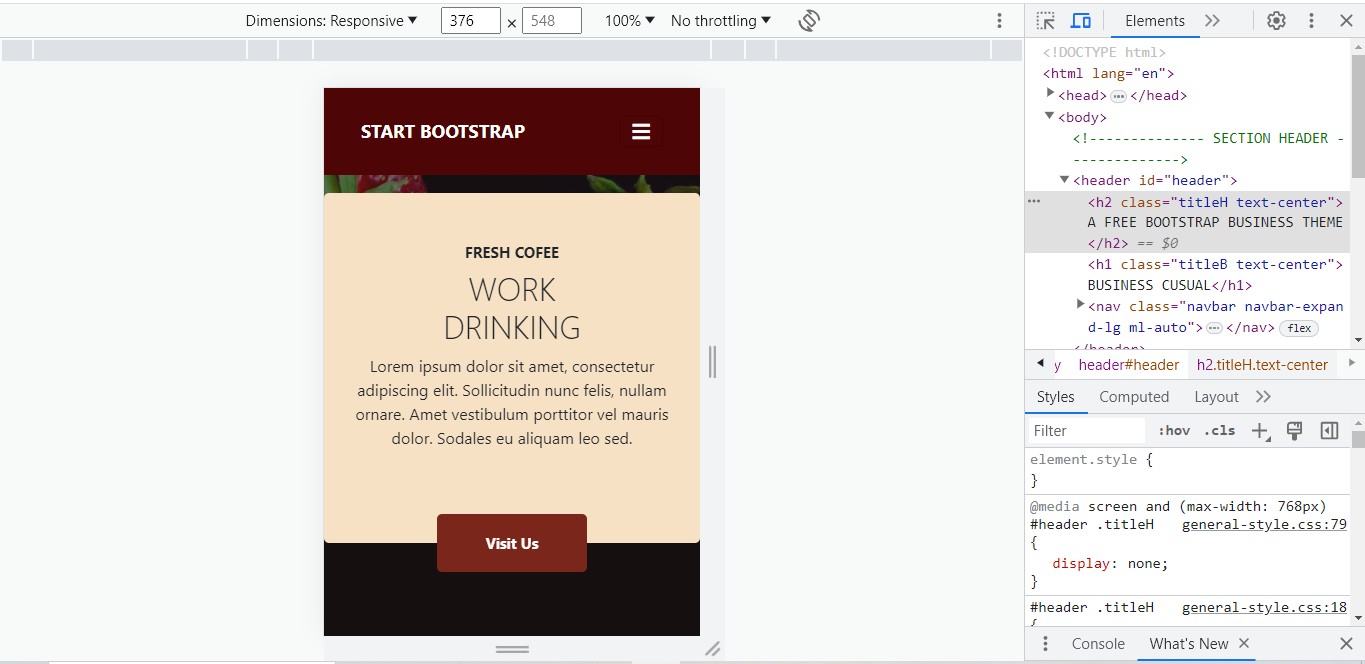 Dimensions: Responsive ▼ 376 × 548 100% ▼ No throttling ▼
Elements
START BOOTSTRAP
FRESH COFEE
WORK
DRINKING
Lorem ipsum dolor sit amet, consectetur
adipiscing elit. Sollicitudin nunc felis, nullam
ornare. Amet vestibulum porttitor vel mauris
dolor. Sodales eu aliquam leo sed.
Visit Us
<!DOCTYPE html>
<html lang="en">
<head> ••• </head>
<body>
<!-------------- SECTION HEADER -
------------->
<header id="header">
<h2 class="titleH text-center">
A FREE BOOTSTRAP BUSINESS THEME
</h2> == $0
<h1 class="titleB text-center">
BUSINESS CUSUAL</h1>
<nav class="navbar navbar-expan
d-lg ml-auto"> ••• </nav> flex
</header>
y header#header h2.titleH.text-center
Styles Computed Layout
Filter :hov .cls
element.style {
}
@media screen and (max-width: 768px)
#header .titleH general-style.css:79
{
display: none;
}
#header .titleH general-style.css:18
{
Console What's New